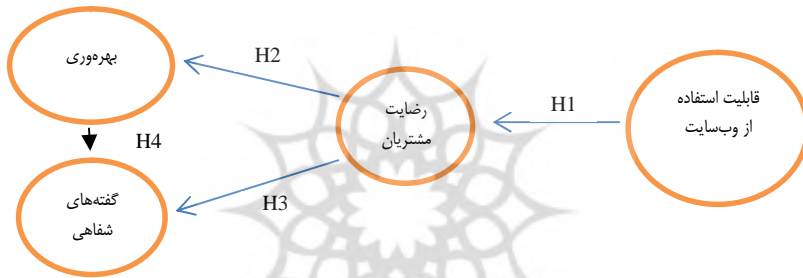 قابلیت استفاده
از وب‌سایت
H1
رضایت
مشتریان
H2
H3
بهره‌وری
H4
گفته‌های
شفاهی